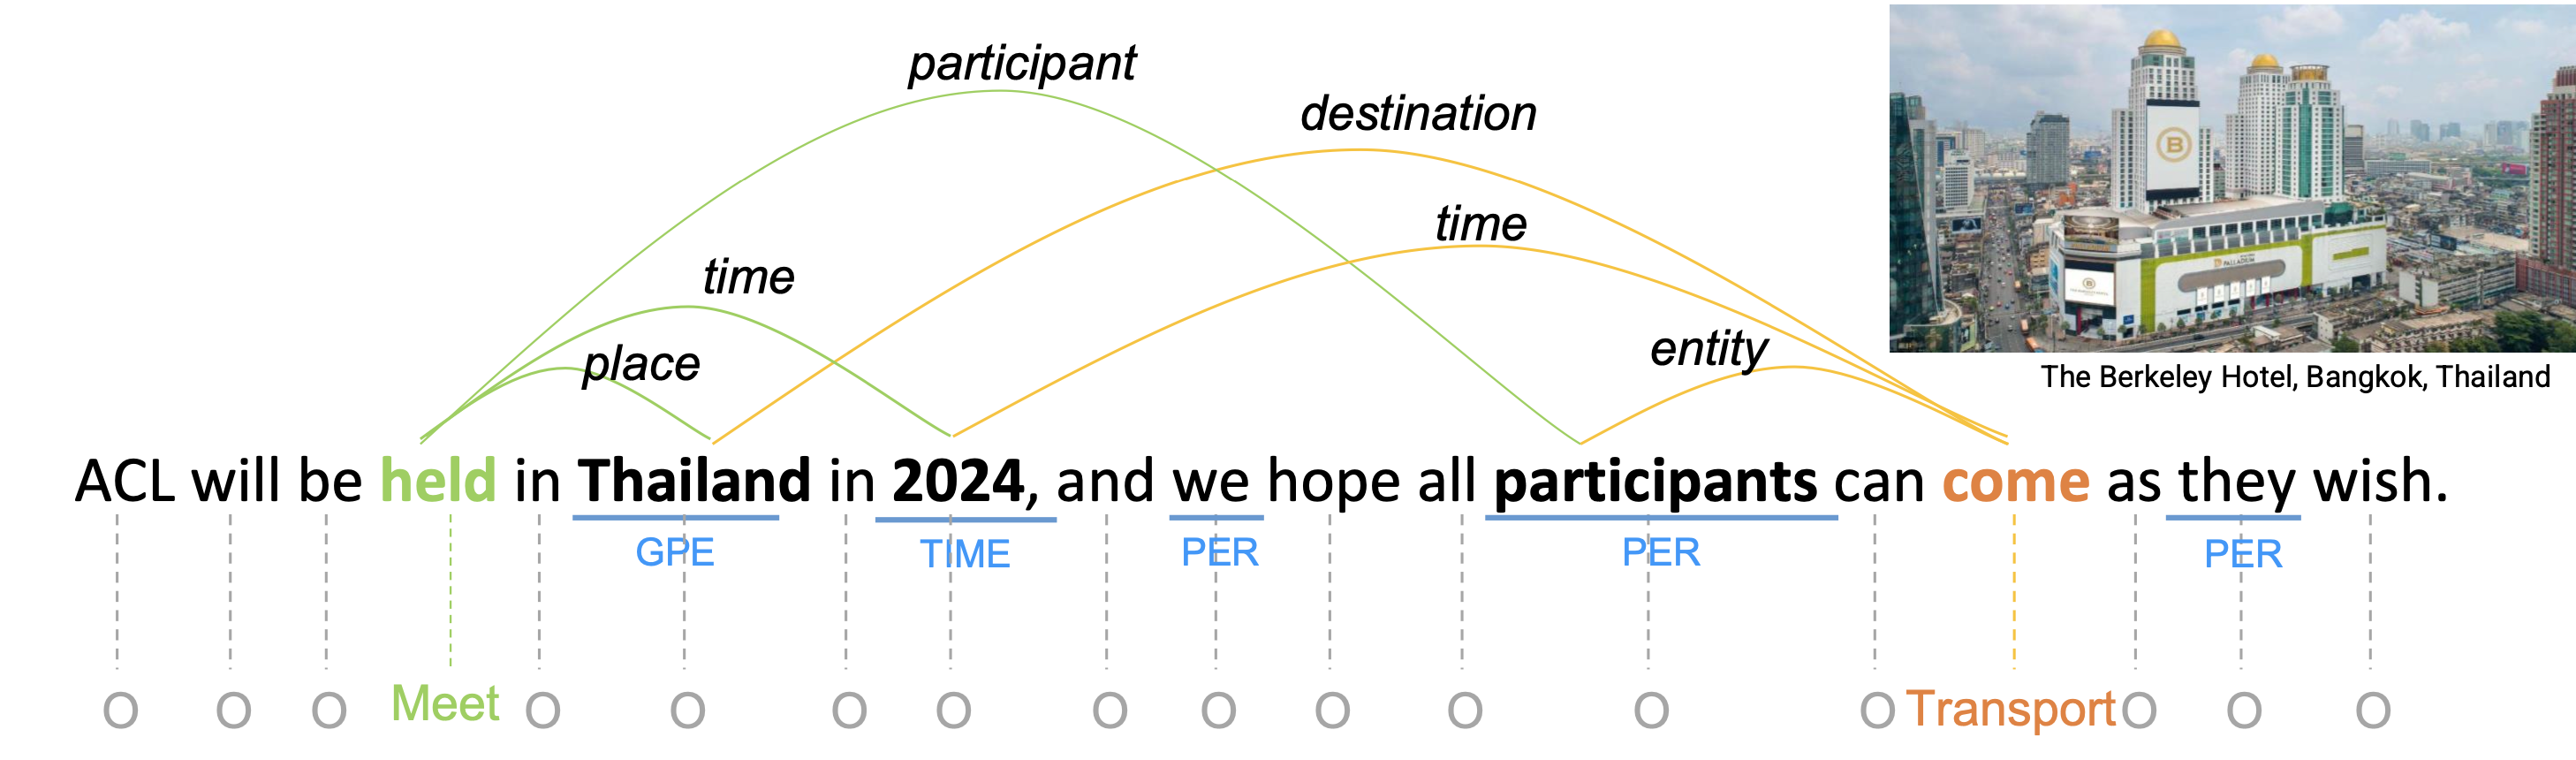 participant
destination
time
time
place
entity
B
PALLADIUM
B
The Berkeley Hotel, Bangkok, Thailand
ACL will be held in Thailand in 2024, and we hope all participants can come as they wish.
GPE TIME PER PER PER
O O O Meet O O O O O O O O O O Transport O O O